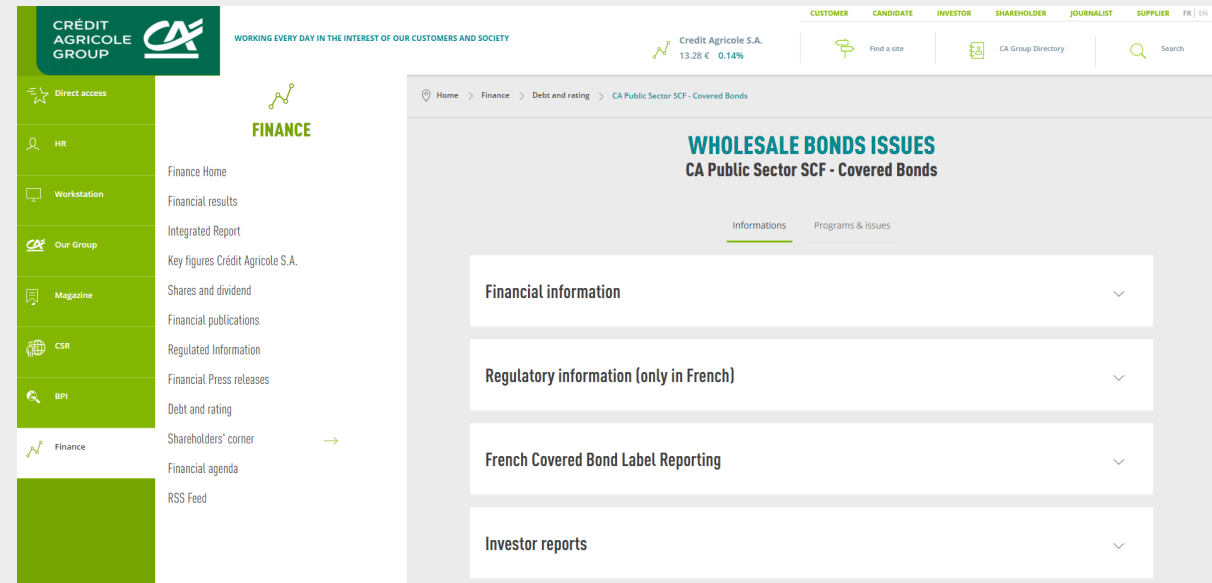 CUSTOMER CANDIDATE INVESTOR SHAREHOLDER JOURNALIST SUPPLIER FR EN
CRÉDIT
AGRICOLE
GROUP
WORKING EVERY DAY IN THE INTEREST OF OUR CUSTOMERS AND SOCIETY
Credit Agricole S.A.
13.28 € 0.14%
Find a site
CA Group Directory
Search
Direct access
HR
Workstation
Our Group
Magazine
CSR
BPI
Finance
FINANCE
Finance Home
Financial results
Integrated Report
Key figures Crédit Agricole S.A.
Shares and dividend
Financial publications
Regulated Information
Financial Press releases
Debt and rating
Shareholders' corner
Financial agenda
RSS Feed
Home > Finance > Debt and rating > CA Public Sector SCF - Covered Bonds
WHOLESALE BONDS ISSUES
CA Public Sector SCF - Covered Bonds
Informations Programs & issues
Financial information
Regulatory information (only in French)
French Covered Bond Label Reporting
Investor reports